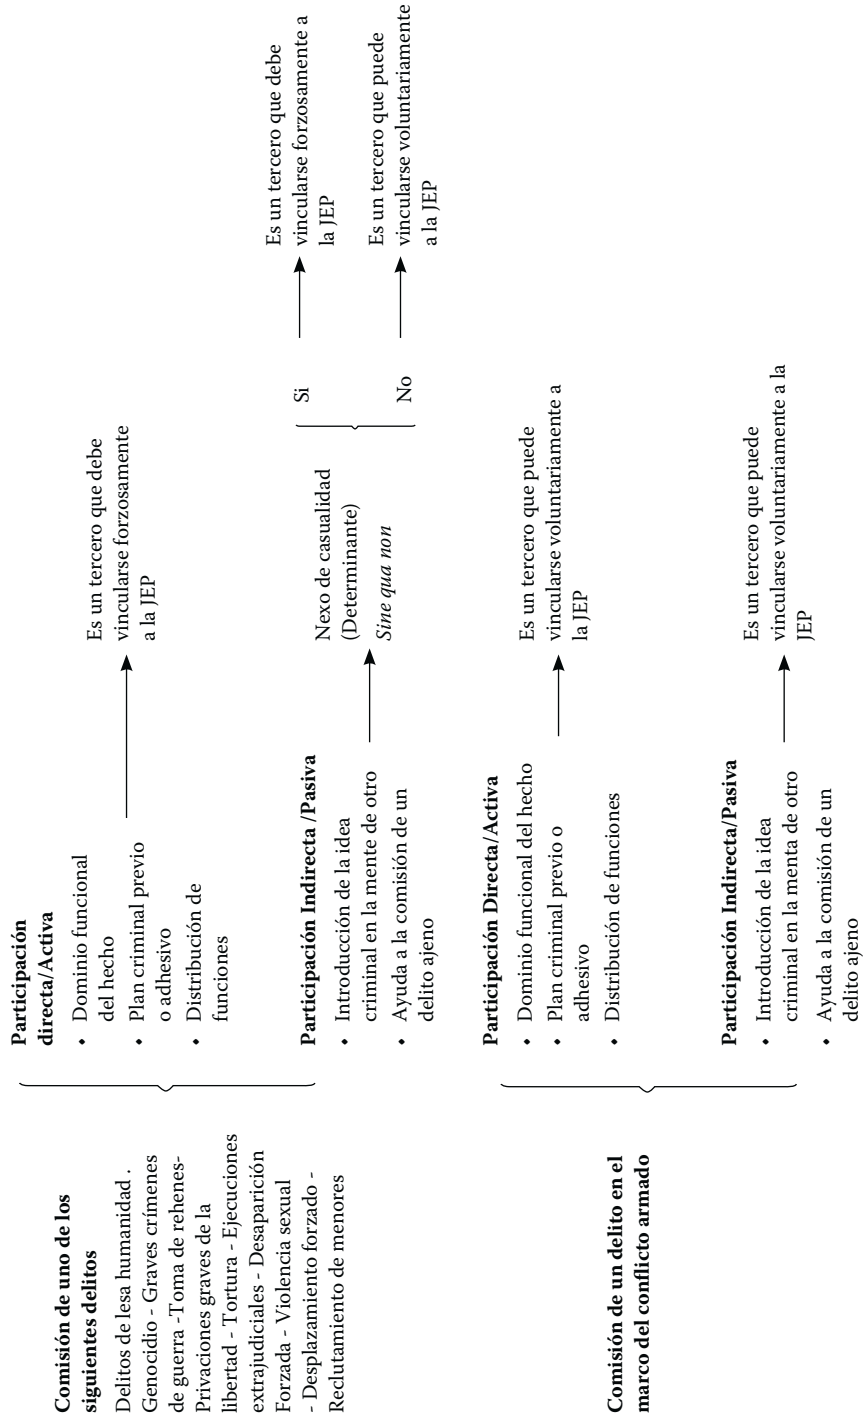 Comisión de uno de los
siguientes delitos
Delitos de lesa humanidad .
Genocidio - Graves crímenes
de guerra -Toma de rehenes-
Privaciones graves de la
libertad - Tortura - Ejecuciones
extrajudiciales - Desaparición
Forzada - Violencia sexual
- Desplazamiento forzado -
Reclutamiento de menores
Participación
directa/Activa
• Dominio funcional
del hecho
• Plan criminal previo
o adhesivo
• Distribución de
funciones
Es un tercero que debe
vincularse forzosamente
a la JEP
Participación Indirecta /Pasiva
• Introducción de la idea
criminal en la mente de otro
• Ayuda a la comisión de un
delito ajeno
Nexo de casualidad
(Determinante)
Sine qua non
Si
Es un tercero que debe
vincularse forzosamente a
la JEP
No
Es un tercero que puede
vincularse voluntariamente
a la JEP
Comisión de un delito en el
marco del conflicto armado
Participación Directa/Activa
• Dominio funcional del hecho
• Plan criminal previo o
adhesivo
• Distribución de funciones
Es un tercero que puede
vincularse voluntariamente a
la JEP
Participación Indirecta/Pasiva
• Introducción de la idea
criminal en la menta de otro
• Ayuda a la comisión de un
delito ajeno
Es un tercero que puede
vincularse voluntariamente a la
JEP